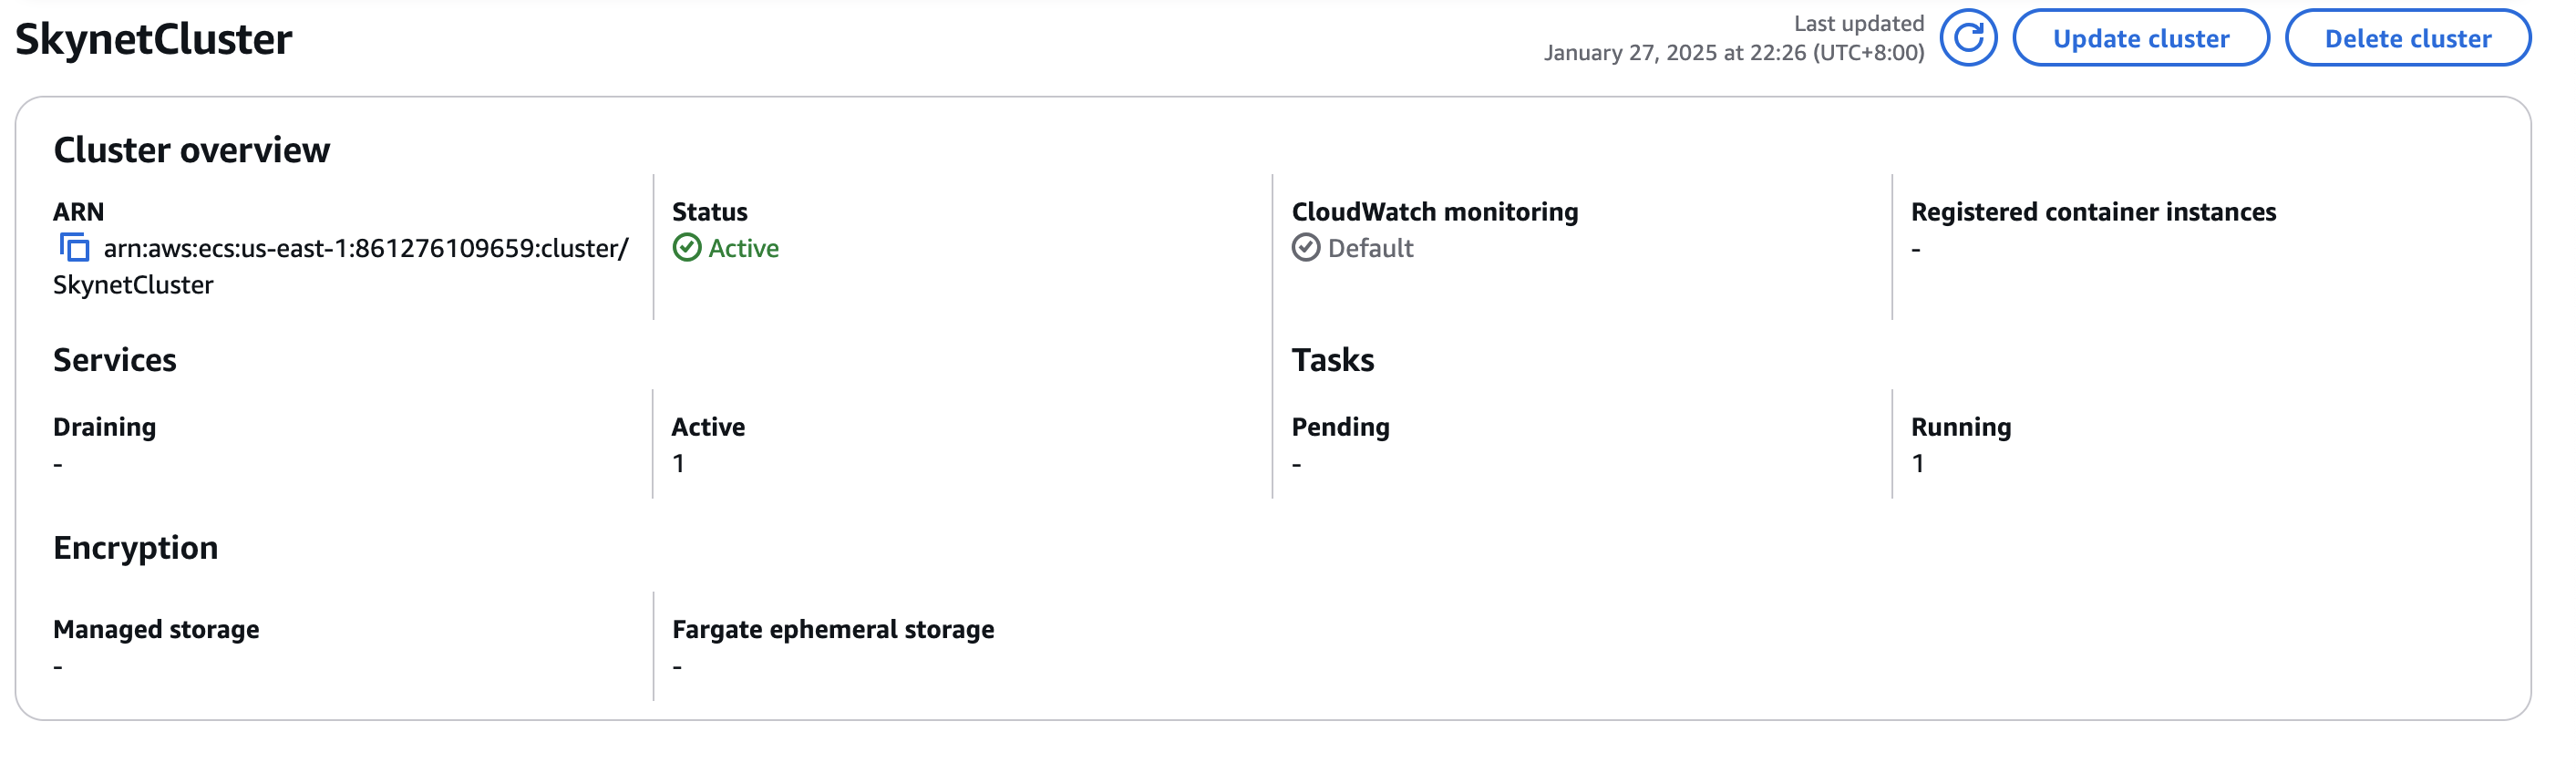 SkynetCluster
Last updated
January 27, 2025 at 22:26 (UTC+8:00)
Update cluster
Delete cluster
Cluster overview
ARN
arn:aws:ecs:us-east-1:861276109659:cluster/
SkynetCluster
Status
Active
CloudWatch monitoring
Default
Registered container instances
-
Services
Draining
-
Active
1
Tasks
Pending
-
Running
1
Encryption
Managed storage
-
Fargate ephemeral storage
-